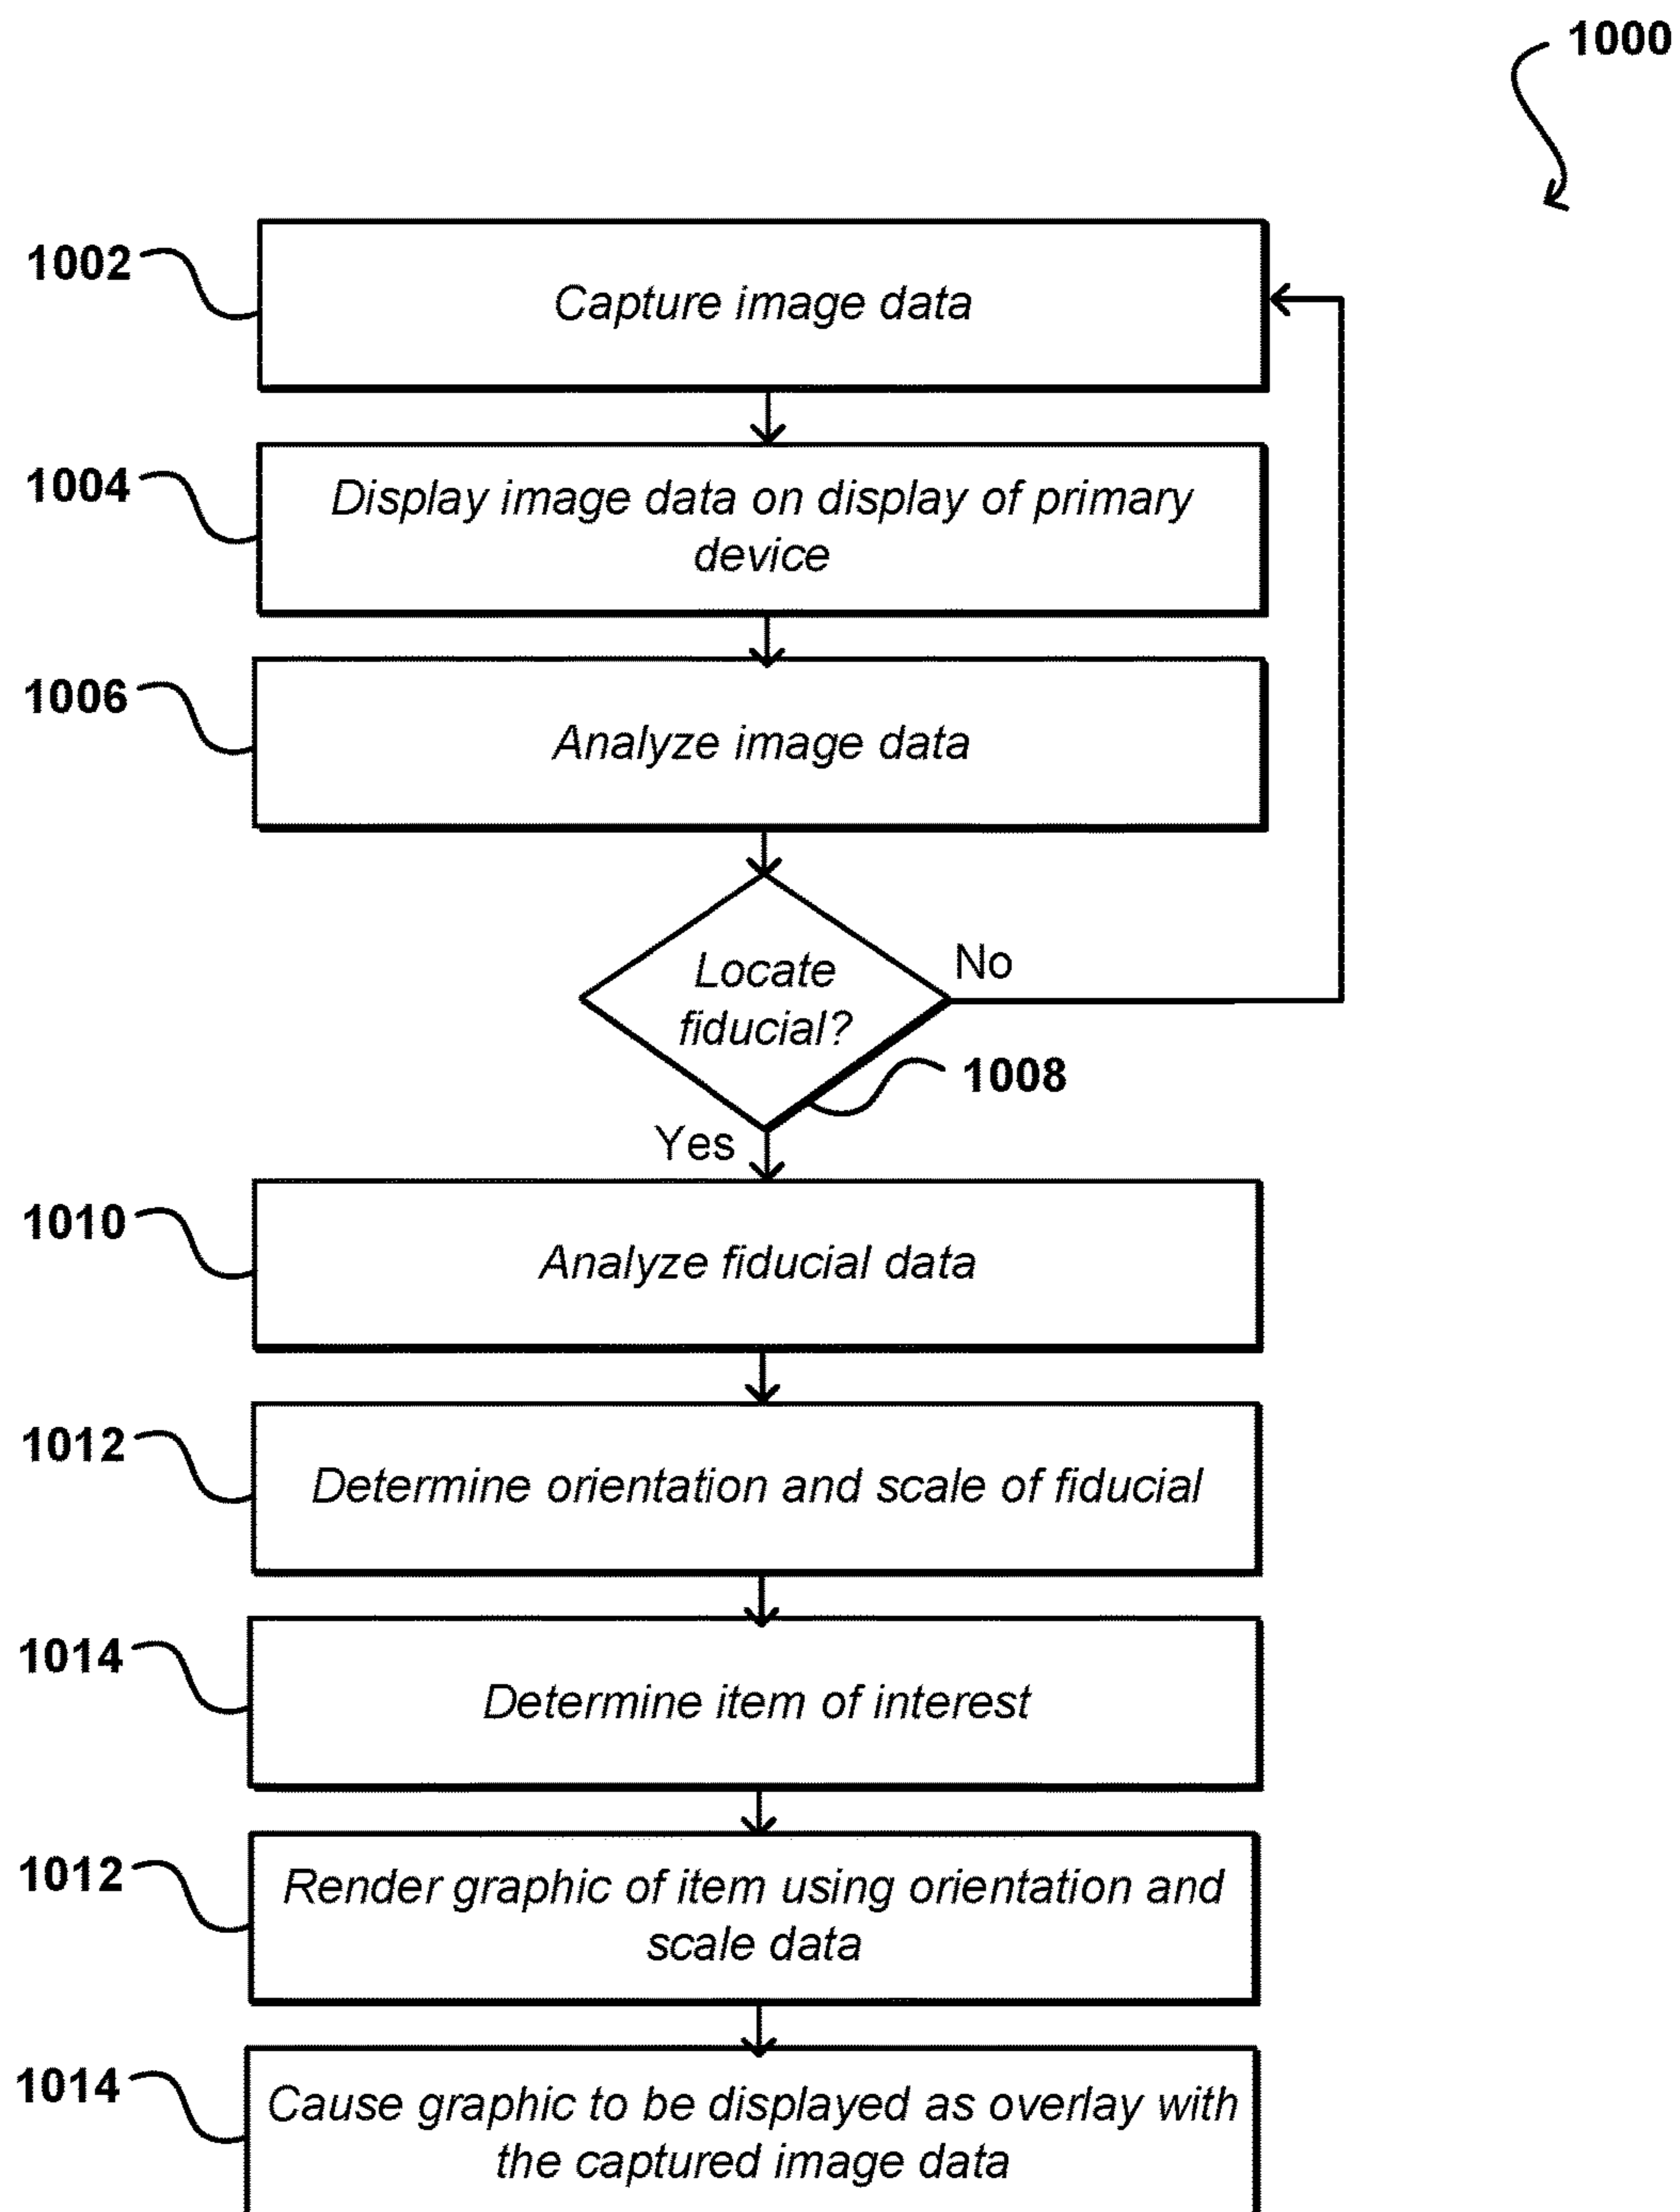 1000
1002
Capture image data
1004
Display image data on display of primary
device
1006
Analyze image data
Locate
fiducial?
No
1008
Yes
1010
Analyze fiducial data
1012
Determine orientation and scale of fiducial
1014
Determine item of interest
1012
Render graphic of item using orientation and
scale data
1014
Cause graphic to be displayed as overlay with
the captured image data